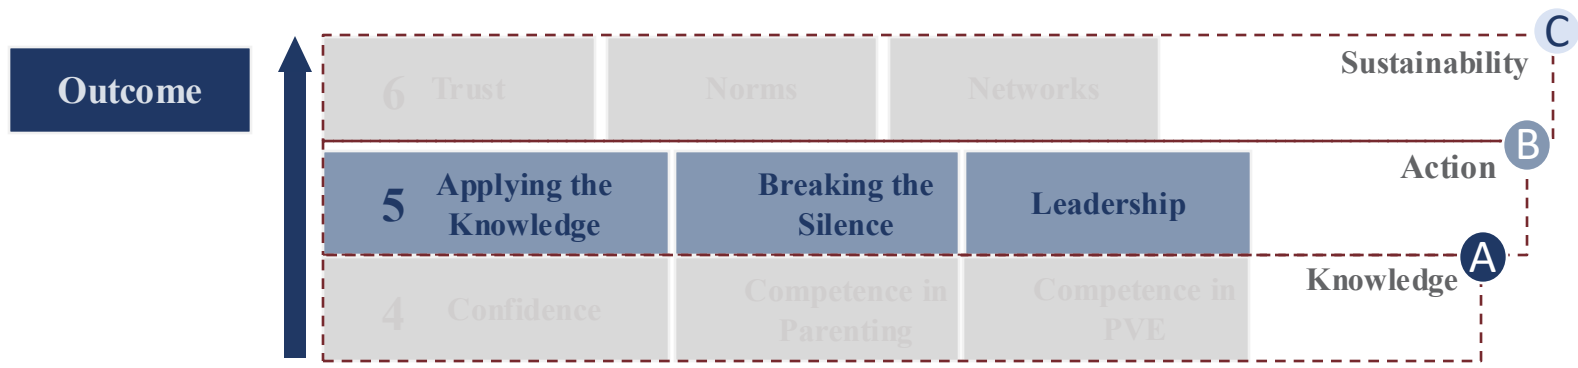 C
Outcome
6 Trust
Norms
Networks
Sustainability
B
Action
5 Applying the
Knowledge
Breaking the
Silence
Leadership
A
Knowledge
4 Confidence
Competence in
Parenting
Competence in
PVE